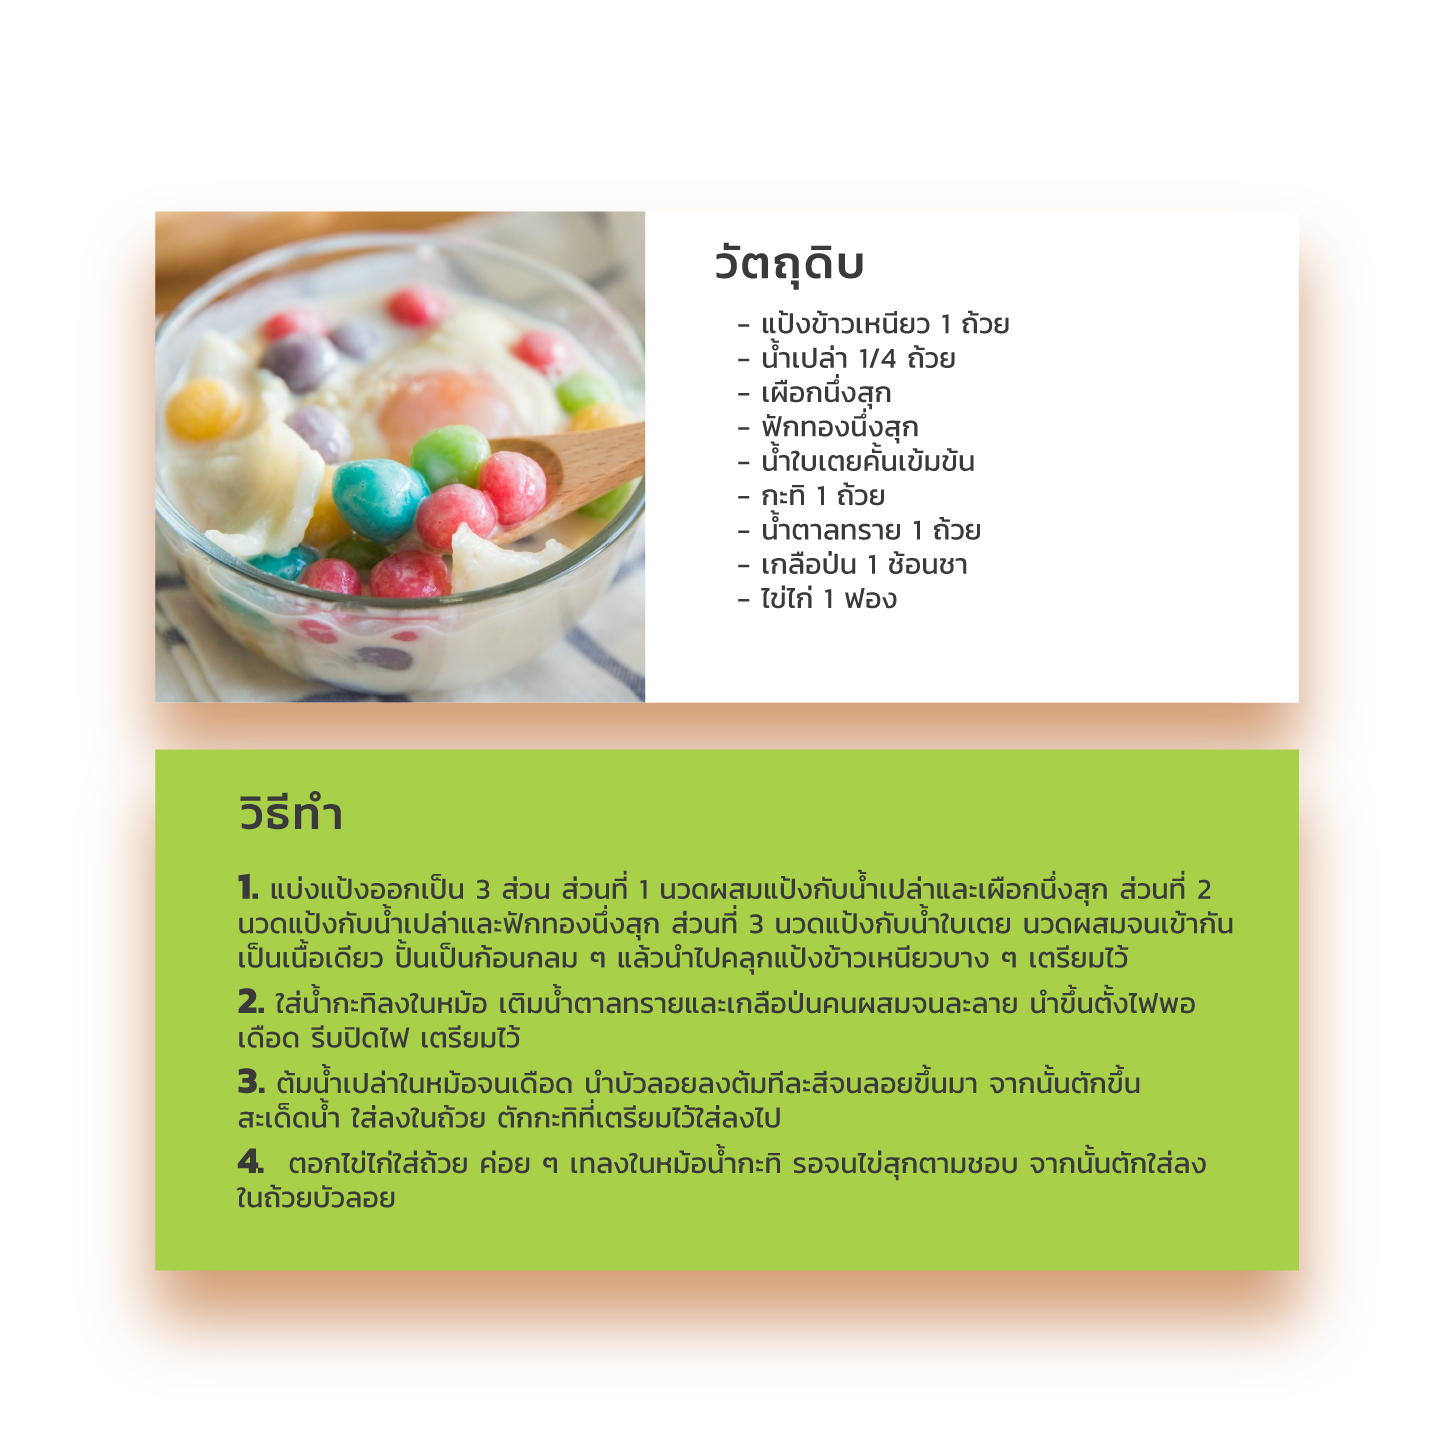 วัตถุดิบ
– แป้งข้าวเหนียว 1 ถ้วย
– น้ำเปล่า 1/4 ถ้วย
– เผือกนึ่งสุก
– ฟักทองนึ่งสุก
– น้ำใบเตยคั้นเข้มข้น
– กะทิ 1 ถ้วย
– น้ำตาลทราย 1 ถ้วย
– เกลือป่น 1 ช้อนชา
– ไข่ไก่ 1 ฟอง
วิธีทำ
1. แบ่งแป้งออกเป็น 3 ส่วน ส่วนที่ 1 นวดผสมแป้งกับน้ำเปล่าและเผือกนึ่งสุก ส่วนที่ 2
นวดแป้งกับน้ำเปล่าและฟักทองนึ่งสุก ส่วนที่ 3 นวดแป้งกับน้ำใบเตย นวดผสมจนเข้ากัน
เป็นเนื้อเดียว ปั้นเป็นก้อนกลม ๆ แล้วนำไปคลุกแป้งข้าวเหนียวบาง ๆ เตรียมไว้
2. ใส่น้ำกะทิลงในหม้อ เติมน้ำตาลทรายและเกลือป่นคนผสมจนละลาย นำขึ้นตั้งไฟพอ
เดือด รีบปิดไฟ เตรียมไว้
3. ต้มน้ำเปล่าในหม้อจนเดือด นำบัวลอยลงต้มทีละสีจนลอยขึ้นมา จากนั้นตักขึ้น
สะเด็ดน้ำ ใส่ลงในถ้วย ตักกะทิที่เตรียมไว้ใส่ลงไป
4. ตอกไข่ไก่ใส่ถ้วย ค่อย ๆ เทลงในหม้อน้ำกะทิ รอจนไข่สุกตามชอบ จากนั้นตักใส่ลง
ในถ้วยบัวลอย